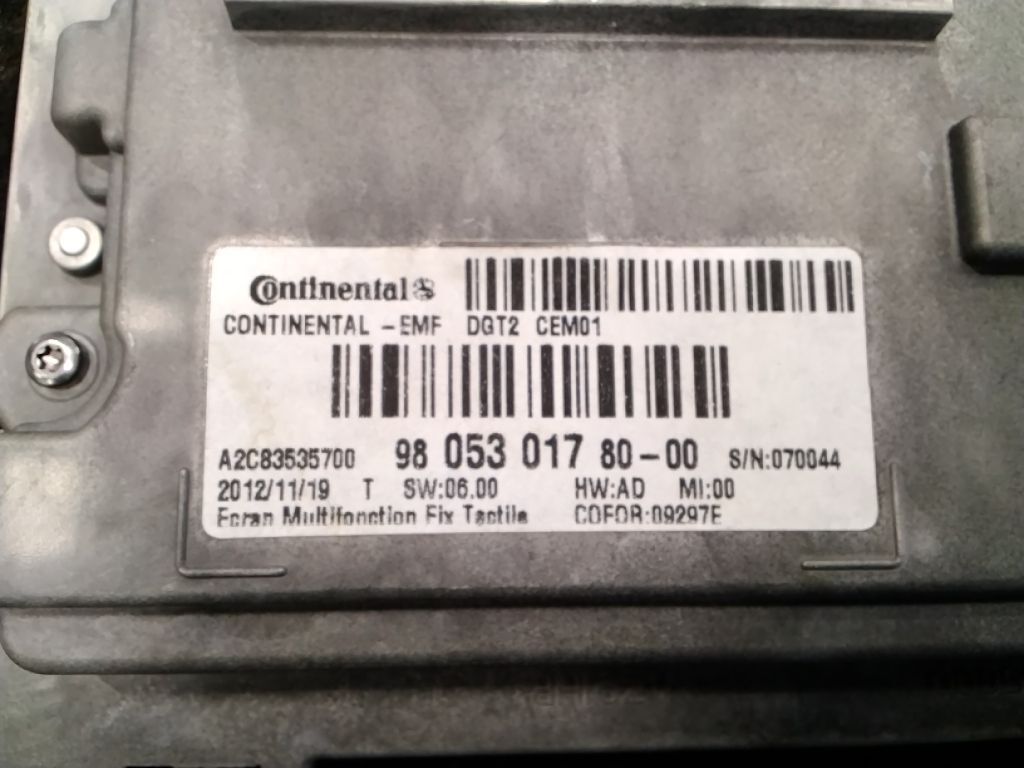 Continental
CONTINENTAL -EMF DGT2 CEM01
A2C83535700 98 053 017 80-00 S/N:070044
2012/11/19 T SW:06.00 HW:AD MI:00
Ecran Multifonction Fix Tactile COFOR:09297E